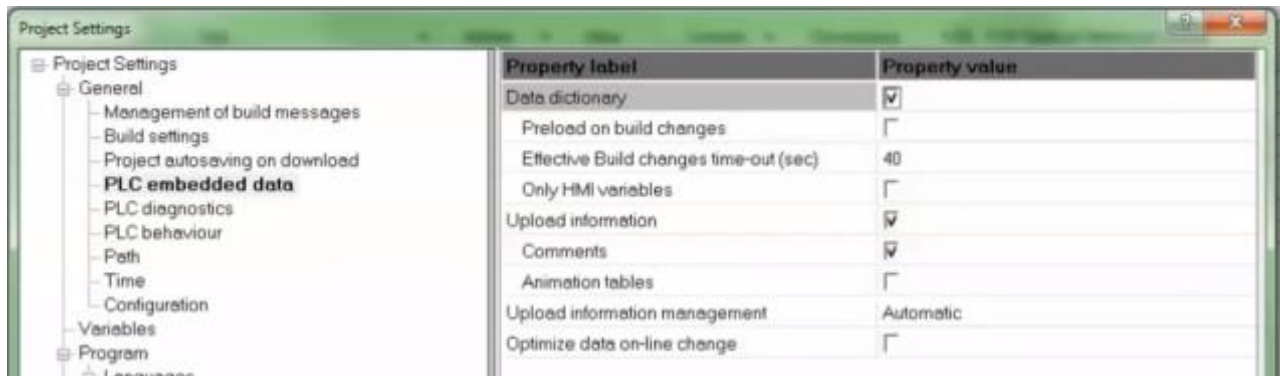 Project Settings
Project Settings
General
Management of build messages
Build settings
Project autosaving on download
PLC embedded data
PLC diagnostics
PLC behaviour
Path
Time
Configuration
Variables
Program
Languages
Property label Property value
Data dictionary
Preload on build changes
Effective Build changes time-out (sec) 40
Only HMI variables
Upload information
Comments
Animation tables
Upload information management Automatic
Optimize data on-line change